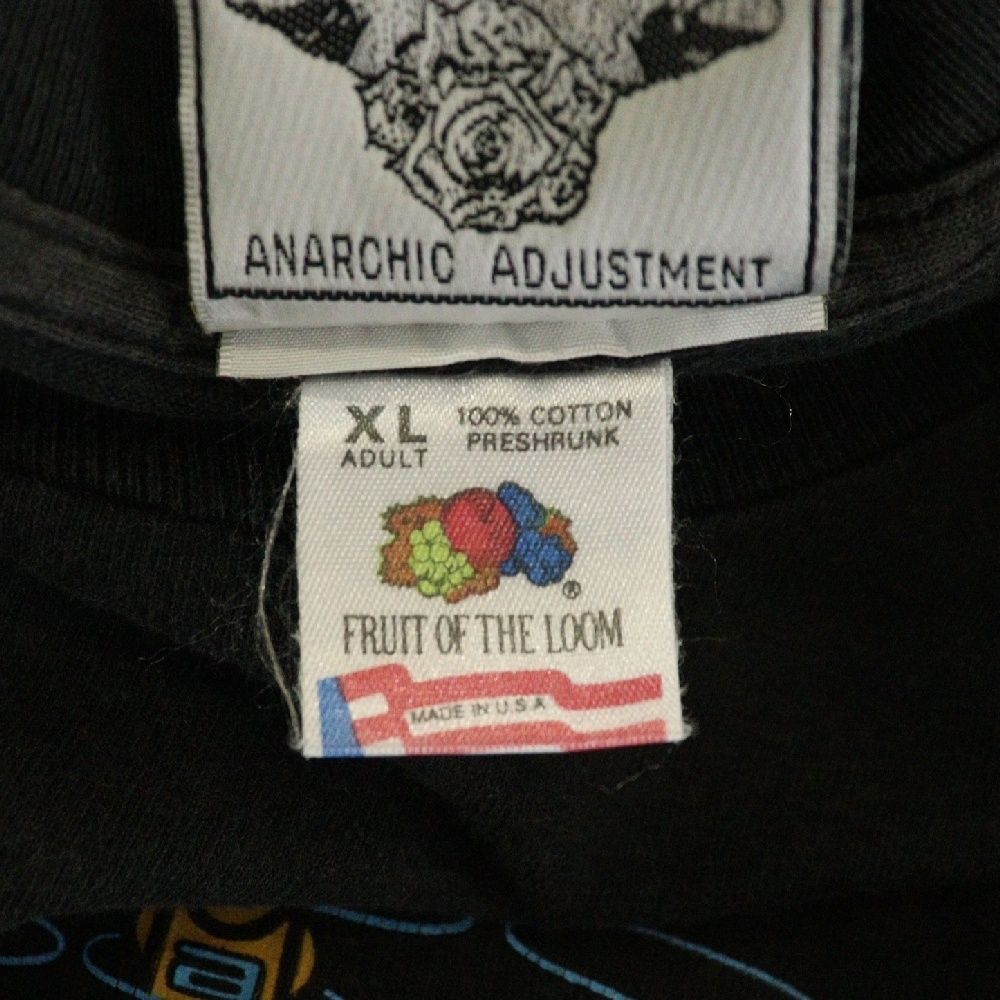 ANARCHIC ADJUSTMENT
XL 100% COTTON
ADULT PRESHRUNK
®
FRUIT OF THE LOOM
MADE IN U.S.A